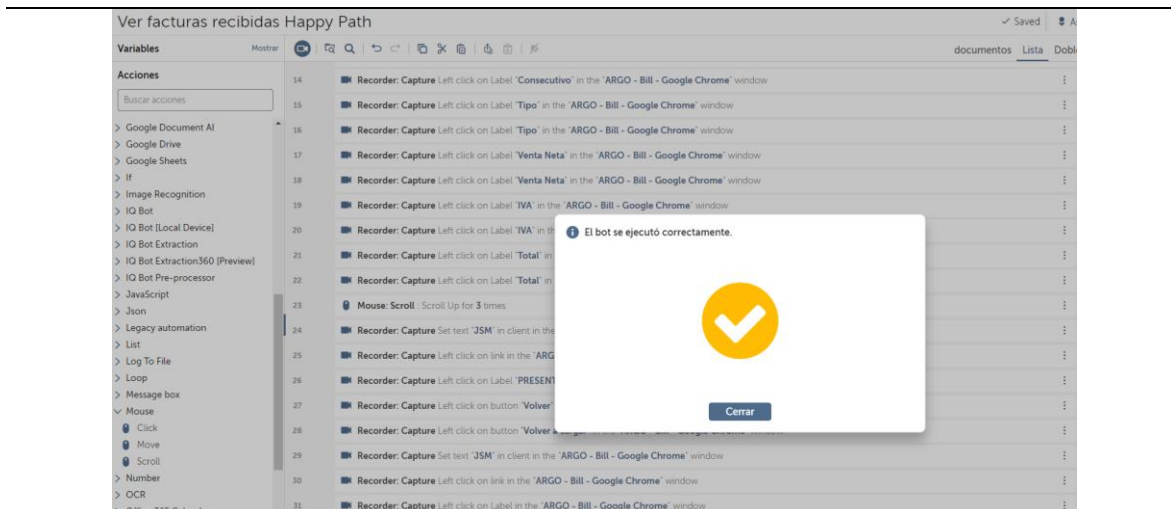 Ver facturas recibidas Happy Path
Saved
Variables
Mostrar
documentos Lista
Acciones
Buscar acciones
Google Document AI
Google Drive
Google Sheets
If
Image Recognition
IQ Bot
IQ Bot [Local Device]
IQ Bot Extraction
IQ Bot Extraction360 [Preview]
IQ Bot Pre-processor
JavaScript
Json
Legacy automation
List
Log To File
Loop
Message box
Mouse
Click
Move
Scroll
Number
OCR
14 Recorder: Capture Left click on Label "Consecutivo" in the "ARGO - Bill - Google Chrome" window
15 Recorder: Capture Left click on Label "Tipo" in the "ARGO - Bill - Google Chrome" window
16 Recorder: Capture Left click on Label "Tipo" in the "ARGO - Bill - Google Chrome" window
17 Recorder: Capture Left click on Label "Venta Neta" in the "ARGO - Bill - Google Chrome" window
18 Recorder: Capture Left click on Label "Venta Neta" in the "ARGO - Bill - Google Chrome" window
19 Recorder: Capture Left click on Label "IVA" in the "ARGO - Bill - Google Chrome" window
20 Recorder: Capture Left click on Label "IVA" in th
21 Recorder: Capture Left click on Label "Total" in
22 Recorder: Capture Left click on Label "Total" in
23 Mouse: Scroll : Scroll Up for 3 times
24 Recorder: Capture Set text "JSM" in client in the
25 Recorder: Capture Left click on link in the "ARG
26 Recorder: Capture Left click on Label "PRESENT
27 Recorder: Capture Left click on button "Volver"
28 Recorder: Capture Left click on button "Volver a
29 Recorder: Capture Set text "JSM" in client in the "ARGO - Bill - Google Chrome" window
30 Recorder: Capture Left click on link in the "ARGO - Bill - Google Chrome" window
31 Recorder: Capture Left click on Label in the "ARGO - Bill - Google Chrome" window
El bot se ejecutó correctamente.
Cerrar